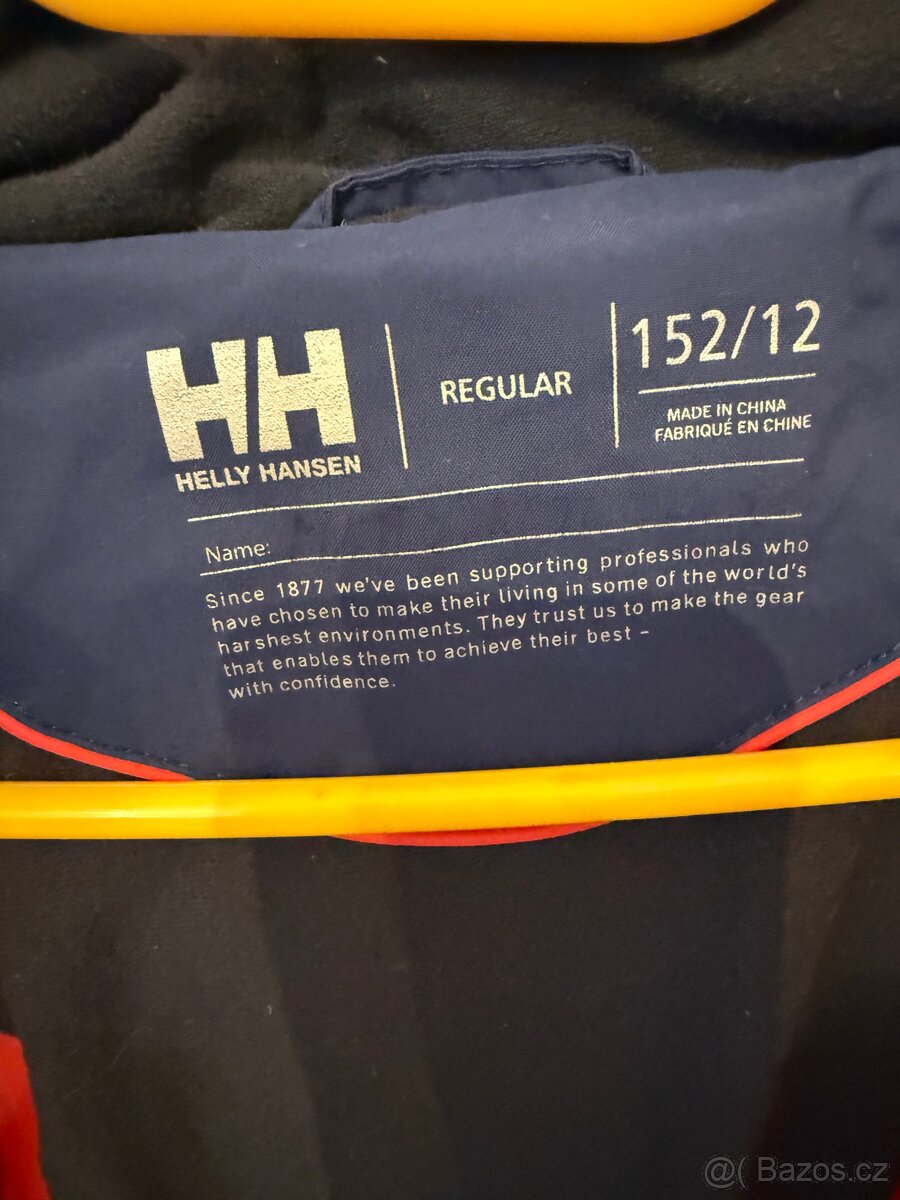 HH
HELLY HANSEN
REGULAR
152/12
MADE IN CHINA
FABRIQUÉ EN CHINE
Name:
Since 1877 we've been supporting professionals who
have chosen to make their living in some of the world's
harshest environments. They trust us to make the gear
that enables them to achieve their best –
with confidence.
@( Bazos.cz